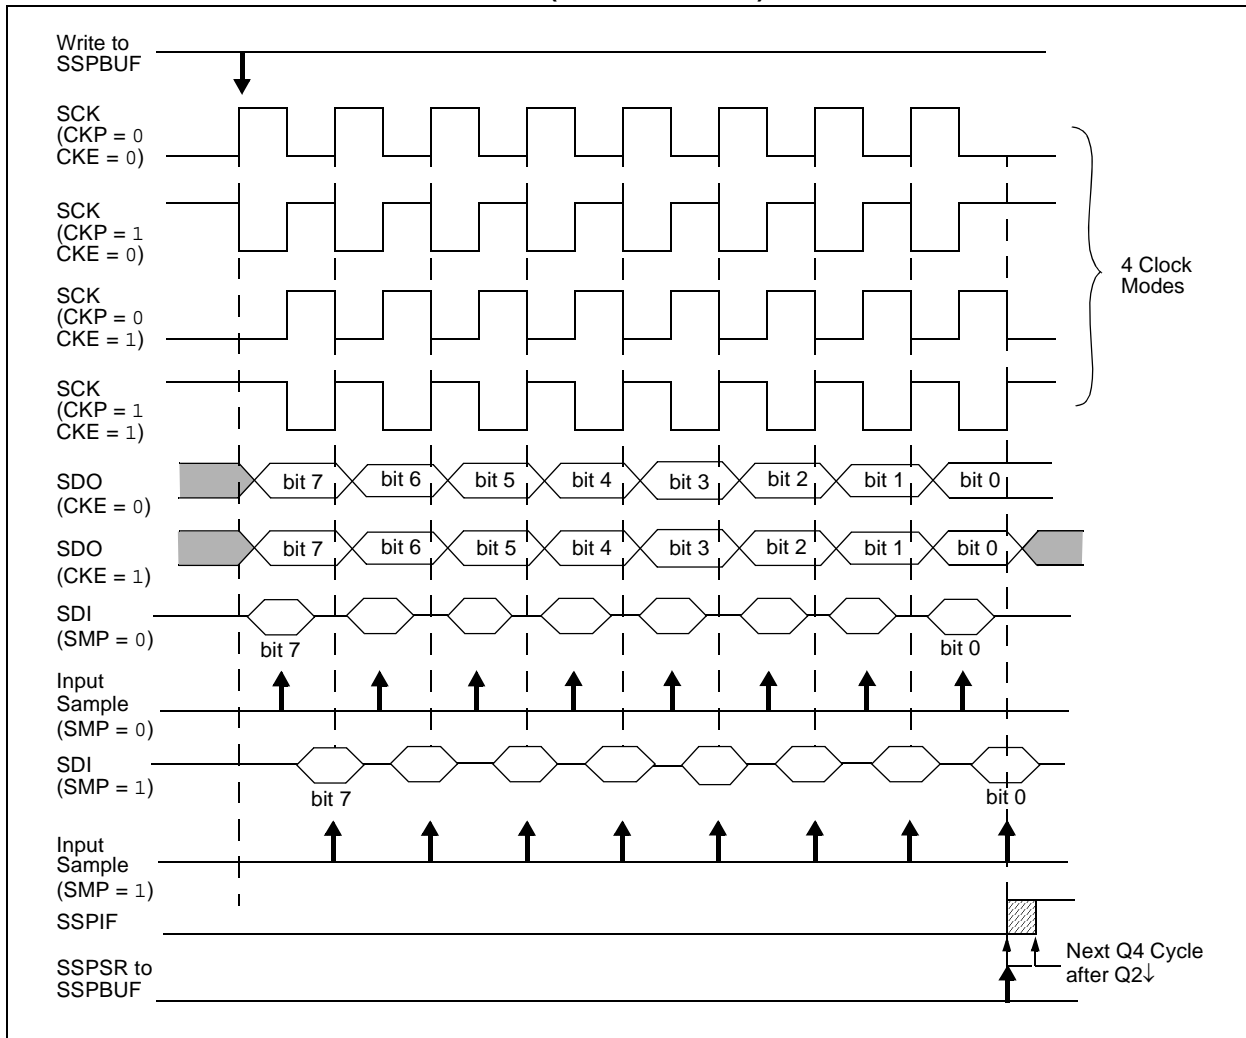 Write to
SSPBUF
SCK
(CKP = 0
CKE = 0)
SCK
(CKP = 1
CKE = 0)
SCK
(CKP = 0
CKE = 1)
SCK
(CKP = 1
CKE = 1)
4 Clock
Modes
SDO
(CKE = 0)
bit 7 bit 6 bit 5 bit 4 bit 3 bit 2 bit 1 bit 0
SDO
(CKE = 1)
bit 7 bit 6 bit 5 bit 4 bit 3 bit 2 bit 1 bit 0
SDI
(SMP = 0)
bit 7 bit 0
Input
Sample
(SMP = 0)
SDI
(SMP = 1)
bit 7 bit 0
Input
Sample
(SMP = 1)
SSPIF
Next Q4 Cycle
after Q2↓
SSPSR to
SSPBUF